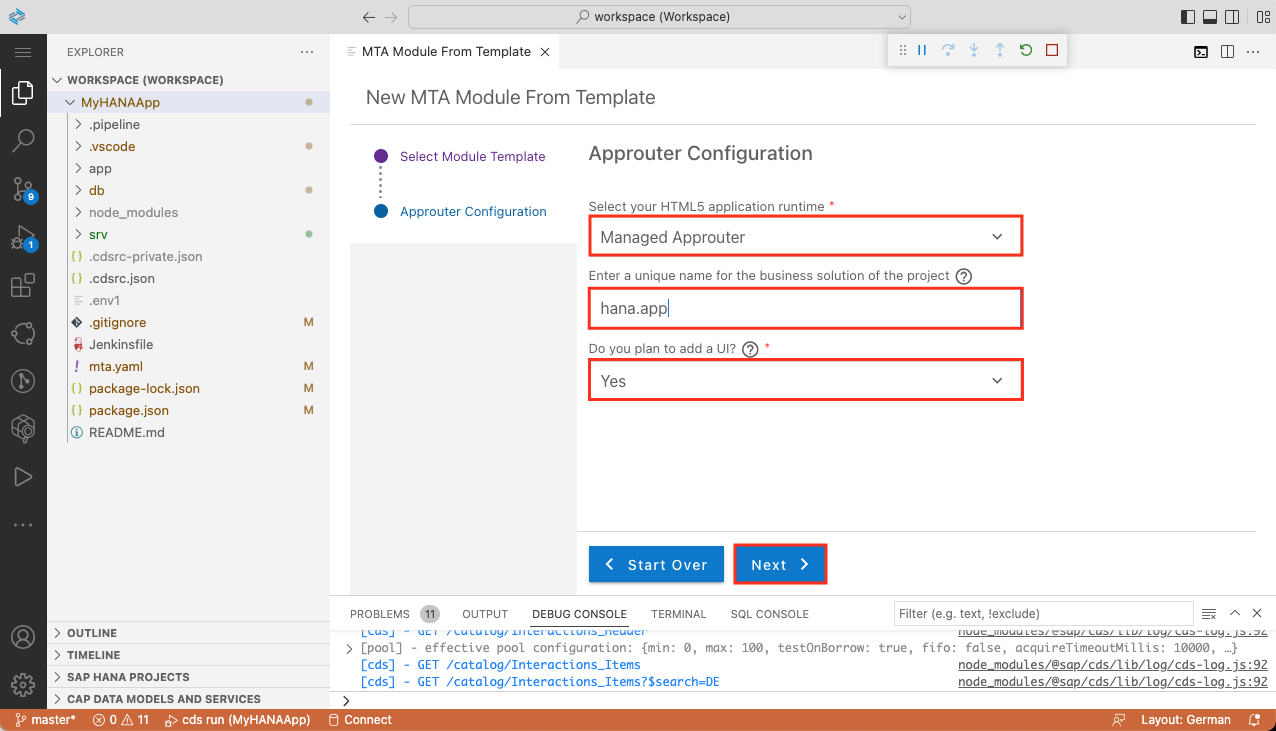 workspace (Workspace)
EXPLORER
MTA Module From Template
WORKSPACE (WORKSPACE)
MyHANAApp
.pipeline
.vscode
app
db
node_modules
srv
.cdsrc-private.json
.cdsrc.json
.env1
.gitignore M
Jenkinsfile
mta.yaml M
package-lock.json M
package.json M
README.md
9
1
OUTLINE
TIMELINE
SAP HANA PROJECTS
CAP DATA MODELS AND SERVICES
New MTA Module From Template
Select Module Template
Approuter Configuration
Approuter Configuration
Select your HTML5 application runtime *
Managed Approuter
Enter a unique name for the business solution of the project
hana.app
Do you plan to add a UI? *
Yes
Start Over
Next
PROBLEMS 11 OUTPUT DEBUG CONSOLE TERMINAL SQL CONSOLE
Filter (e.g. text, !exclude)
[cds] - GET /catalog/Interactions_Header node_modules/@sap/cds/lib/log/cds-log.js:92
[pool] - effective pool configuration: {min: 0, max: 100, testOnBorrow: true, fifo: false, acquireTimeoutMillis: 10000, …}
[cds] - GET /catalog/Interactions_Items node_modules/@sap/cds/lib/log/cds-log.js:92
[cds] - GET /catalog/Interactions_Items?$search=DE node_modules/@sap/cds/lib/log/cds-log.js:92
master* 0 11 cds run (MyHANAApp) Connect Layout: German